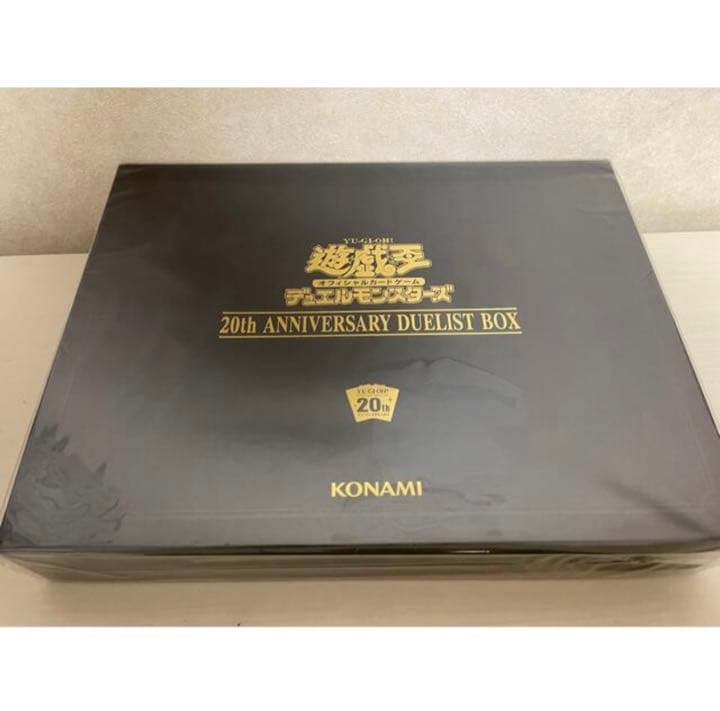 YU-GI-OH!
遊戯王
オフィシャルカードゲーム
デュエルモンスターズ
20th ANNIVERSARY DUELIST BOX
YU-GI-OH!
20th
ANNIVERSARY
KONAMI